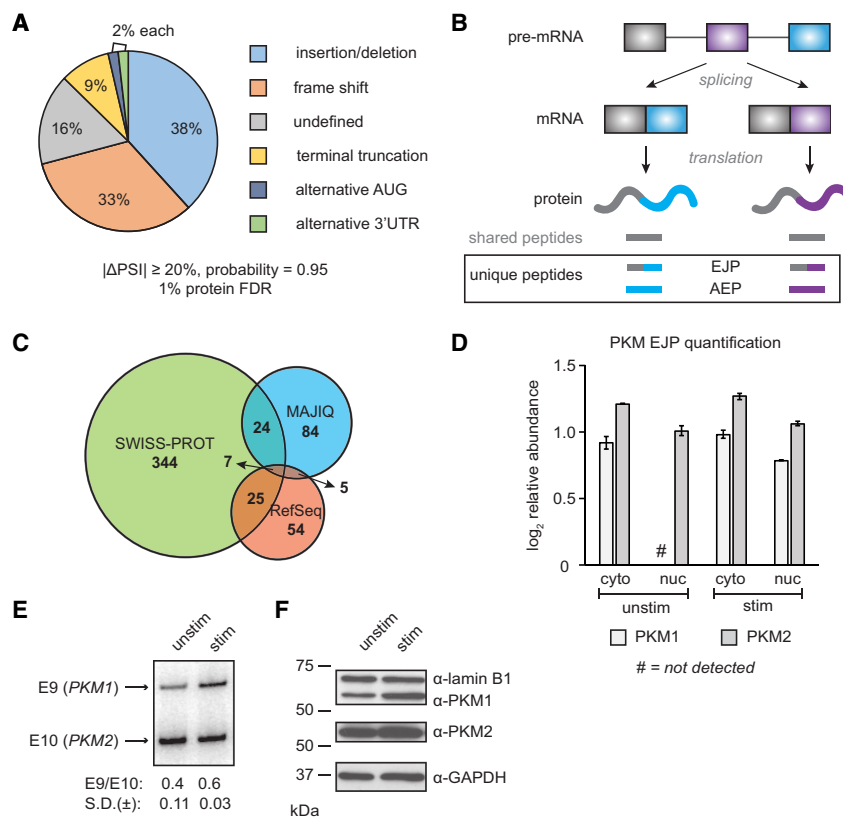 A
2% each
9%
16%
38%
33%
insertion/deletion
frame shift
undefined
terminal truncation
alternative AUG
alternative 3'UTR
|ΔPSI| ≥ 20%, probability = 0.95
1% protein FDR
B
pre-mRNA
splicing
mRNA
translation
protein
shared peptides
unique peptides
EJP
AEP
C
SWISS-PROT
344
24
MAJIQ
84
7
5
25
RefSeq
54
D
PKM EJP quantification
log2 relative abundance
1.5
1.0
0.5
0
#
cyto
nuc
cyto
nuc
unstim
stim
PKM1
PKM2
# = not detected
E
unstim
stim
E9 (PKM1)
E10 (PKM2)
E9/E10: 0.4 0.6
S.D.(±): 0.11 0.03
F
unstim
stim
75
50
50
37
kDa
α-lamin B1
α-PKM1
α-PKM2
α-GAPDH